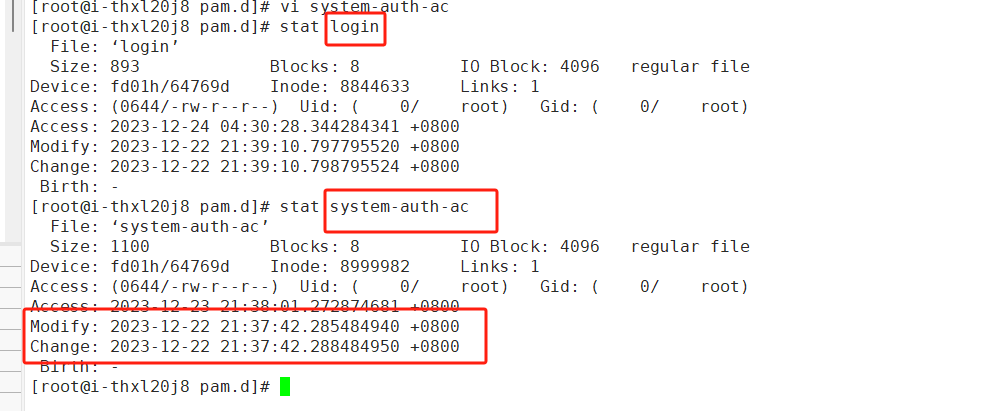 [root@i-thxl20j8 pam.d]# vi system-auth-ac
[root@i-thxl20j8 pam.d]# stat login
  File: ‘login’
  Size: 893             Blocks: 8          IO Block: 4096   regular file
Device: fd01h/64769d    Inode: 8844633     Links: 1
Access: (0644/-rw-r--r--)  Uid: (    0/    root)   Gid: (    0/    root)
Access: 2023-12-24 04:30:28.344284341 +0800
Modify: 2023-12-22 21:39:10.797795520 +0800
Change: 2023-12-22 21:39:10.798795524 +0800
 Birth: -
[root@i-thxl20j8 pam.d]# stat system-auth-ac
  File: ‘system-auth-ac’
  Size: 1100            Blocks: 8          IO Block: 4096   regular file
Device: fd01h/64769d    Inode: 8999982     Links: 1
Access: (0644/-rw-r--r--)  Uid: (    0/    root)   Gid: (    0/    root)
Access: 2023-12-23 21:38:01.272874681 +0800
Modify: 2023-12-22 21:37:42.285484940 +0800
Change: 2023-12-22 21:37:42.288484950 +0800
 Birth: -
[root@i-thxl20j8 pam.d]#